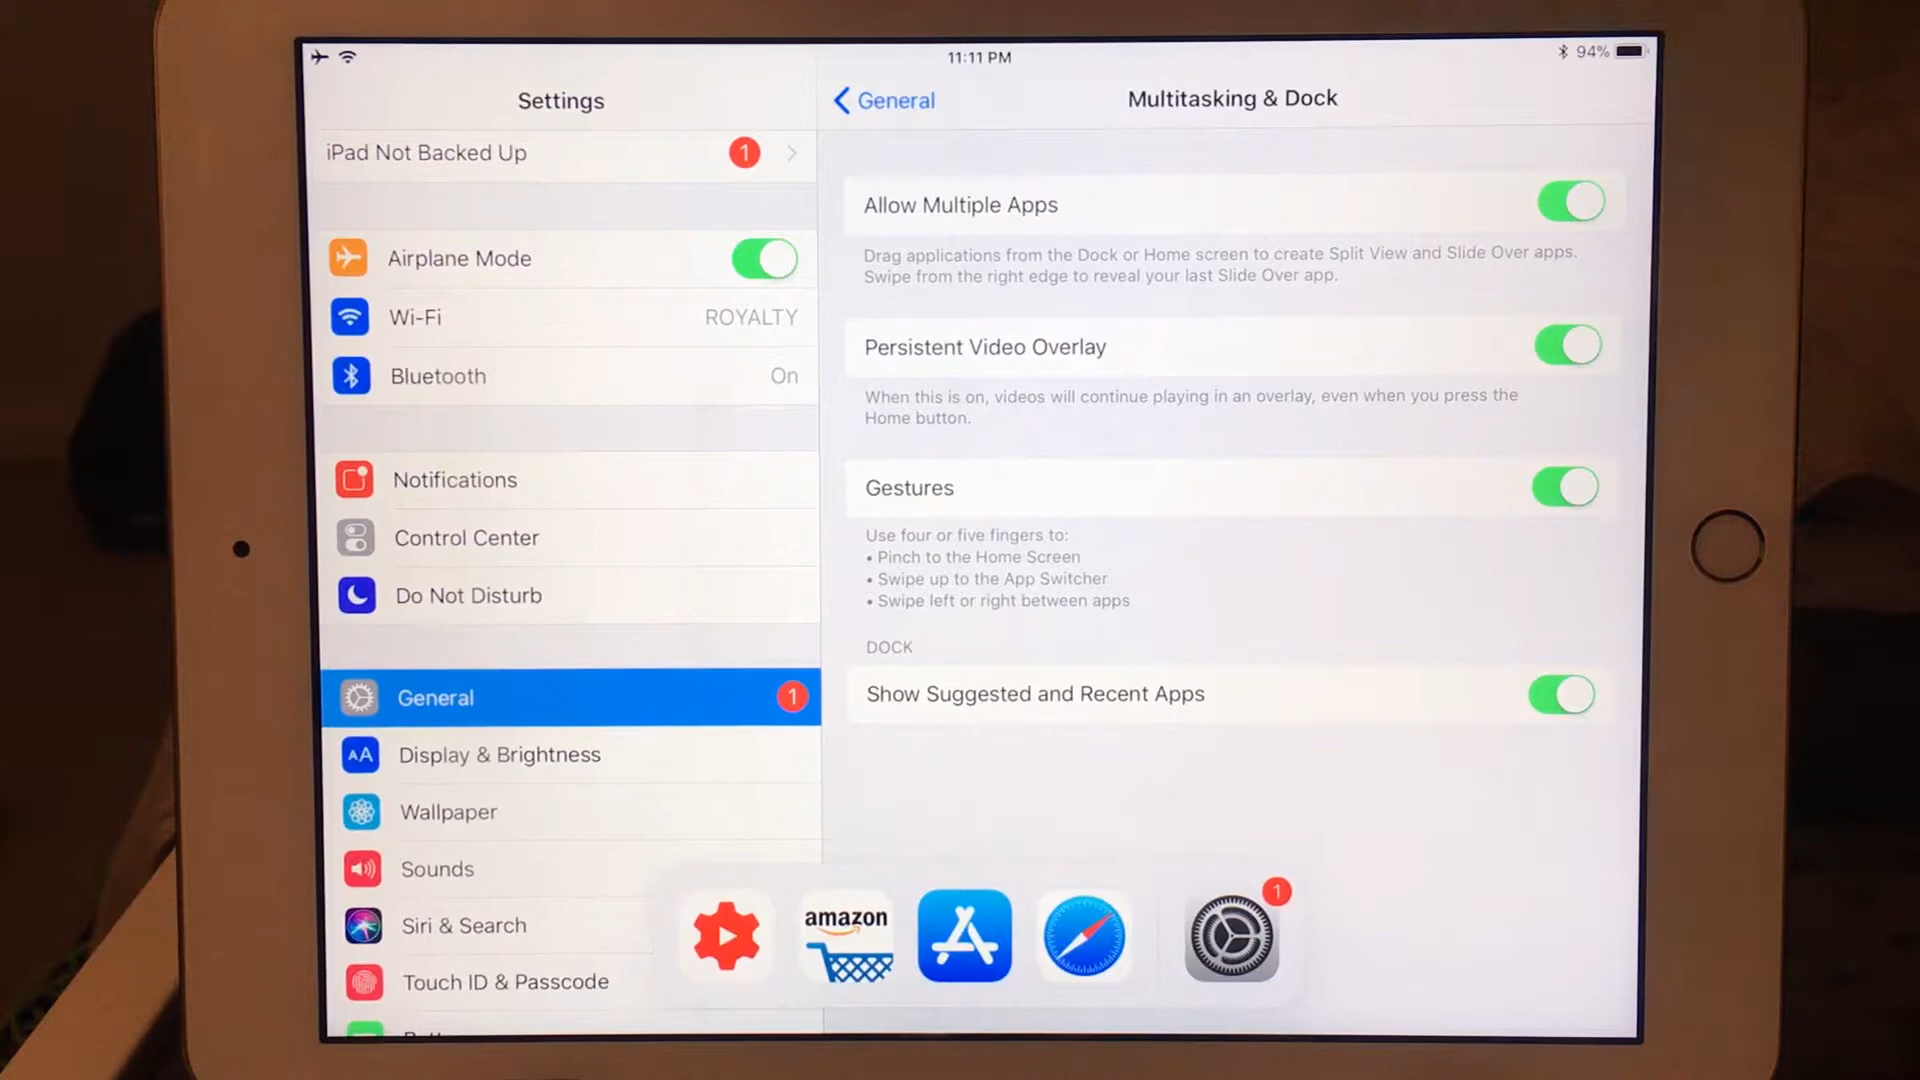 11:11 PM
94%
Settings
iPad Not Backed Up
1
Airplane Mode
Wi-Fi
ROYALTY
Bluetooth
On
Notifications
Control Center
Do Not Disturb
General
1
Display & Brightness
Wallpaper
Sounds
Siri & Search
Touch ID & Passcode
General
Multitasking & Dock
Allow Multiple Apps
Drag applications from the Dock or Home screen to create Split View and Slide Over apps.
Swipe from the right edge to reveal your last Slide Over app.
Persistent Video Overlay
When this is on, videos will continue playing in an overlay, even when you press the
Home button.
Gestures
Use four or five fingers to:
• Pinch to the Home Screen
• Swipe up to the App Switcher
• Swipe left or right between apps
DOCK
Show Suggested and Recent Apps
amazon
1